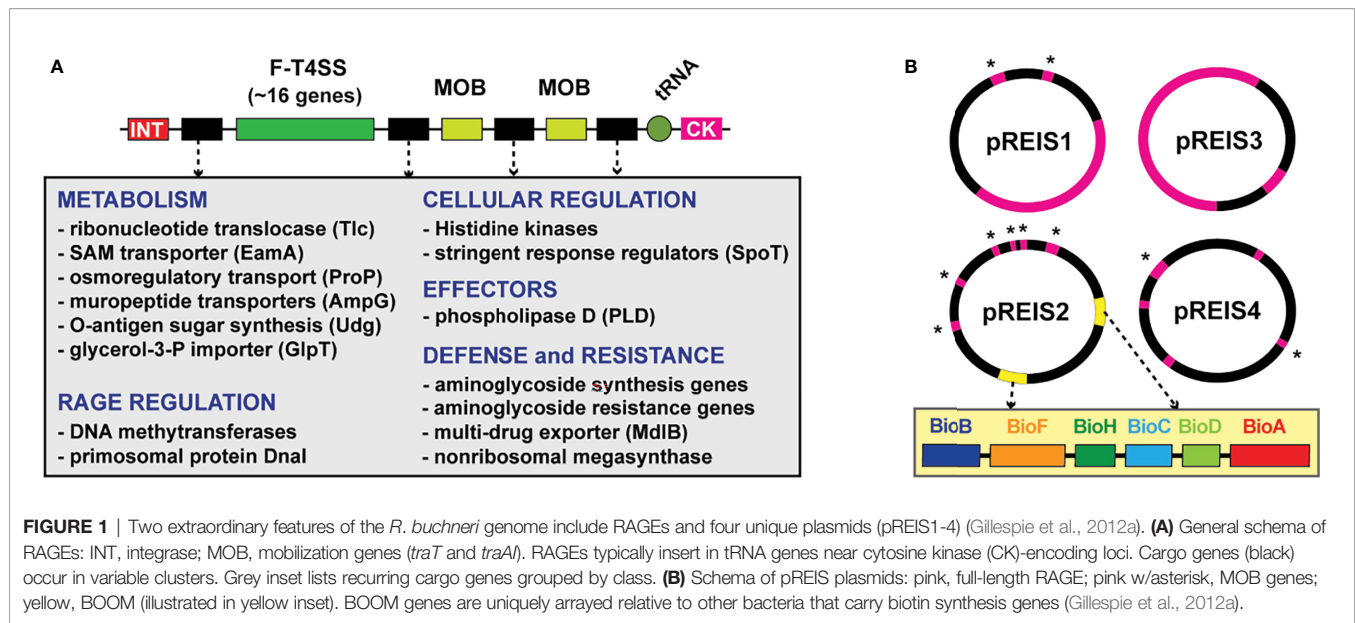 A
F-T4SS
(~16 genes)
MOB
MOB
tRNA
INT
CK
METABOLISM
- ribonucleotide translocase (Tlc)
- SAM transporter (EamA)
- osmoregulatory transport (ProP)
- muropeptide transporters (AmpG)
- O-antigen sugar synthesis (Udg)
- glycerol-3-P importer (GlpT)
RAGE REGULATION
- DNA methytransferases
- primosomal protein DnaI
CELLULAR REGULATION
- Histidine kinases
- stringent response regulators (SpoT)
EFFECTORS
- phospholipase D (PLD)
DEFENSE and RESISTANCE
- aminoglycoside synthesis genes
- aminoglycoside resistance genes
- multi-drug exporter (MdlB)
- nonribosomal megasynthase
B
* *
pREIS1
pREIS3
* * * * * *
pREIS2
* *
pREIS4
BioB BioF BioH BioC BioD BioA
FIGURE 1 | Two extraordinary features of the R. buchneri genome include RAGEs and four unique plasmids (pREIS1-4) (Gillespie et al., 2012a). (A) General schema of
RAGEs: INT, integrase; MOB, mobilization genes (traT and traAI). RAGEs typically insert in tRNA genes near cytosine kinase (CK)-encoding loci. Cargo genes (black)
occur in variable clusters. Grey inset lists recurring cargo genes grouped by class. (B) Schema of pREIS plasmids: pink, full-length RAGE; pink w/asterisk, MOB genes;
yellow, BOOM (illustrated in yellow inset). BOOM genes are uniquely arrayed relative to other bacteria that carry biotin synthesis genes (Gillespie et al., 2012a).